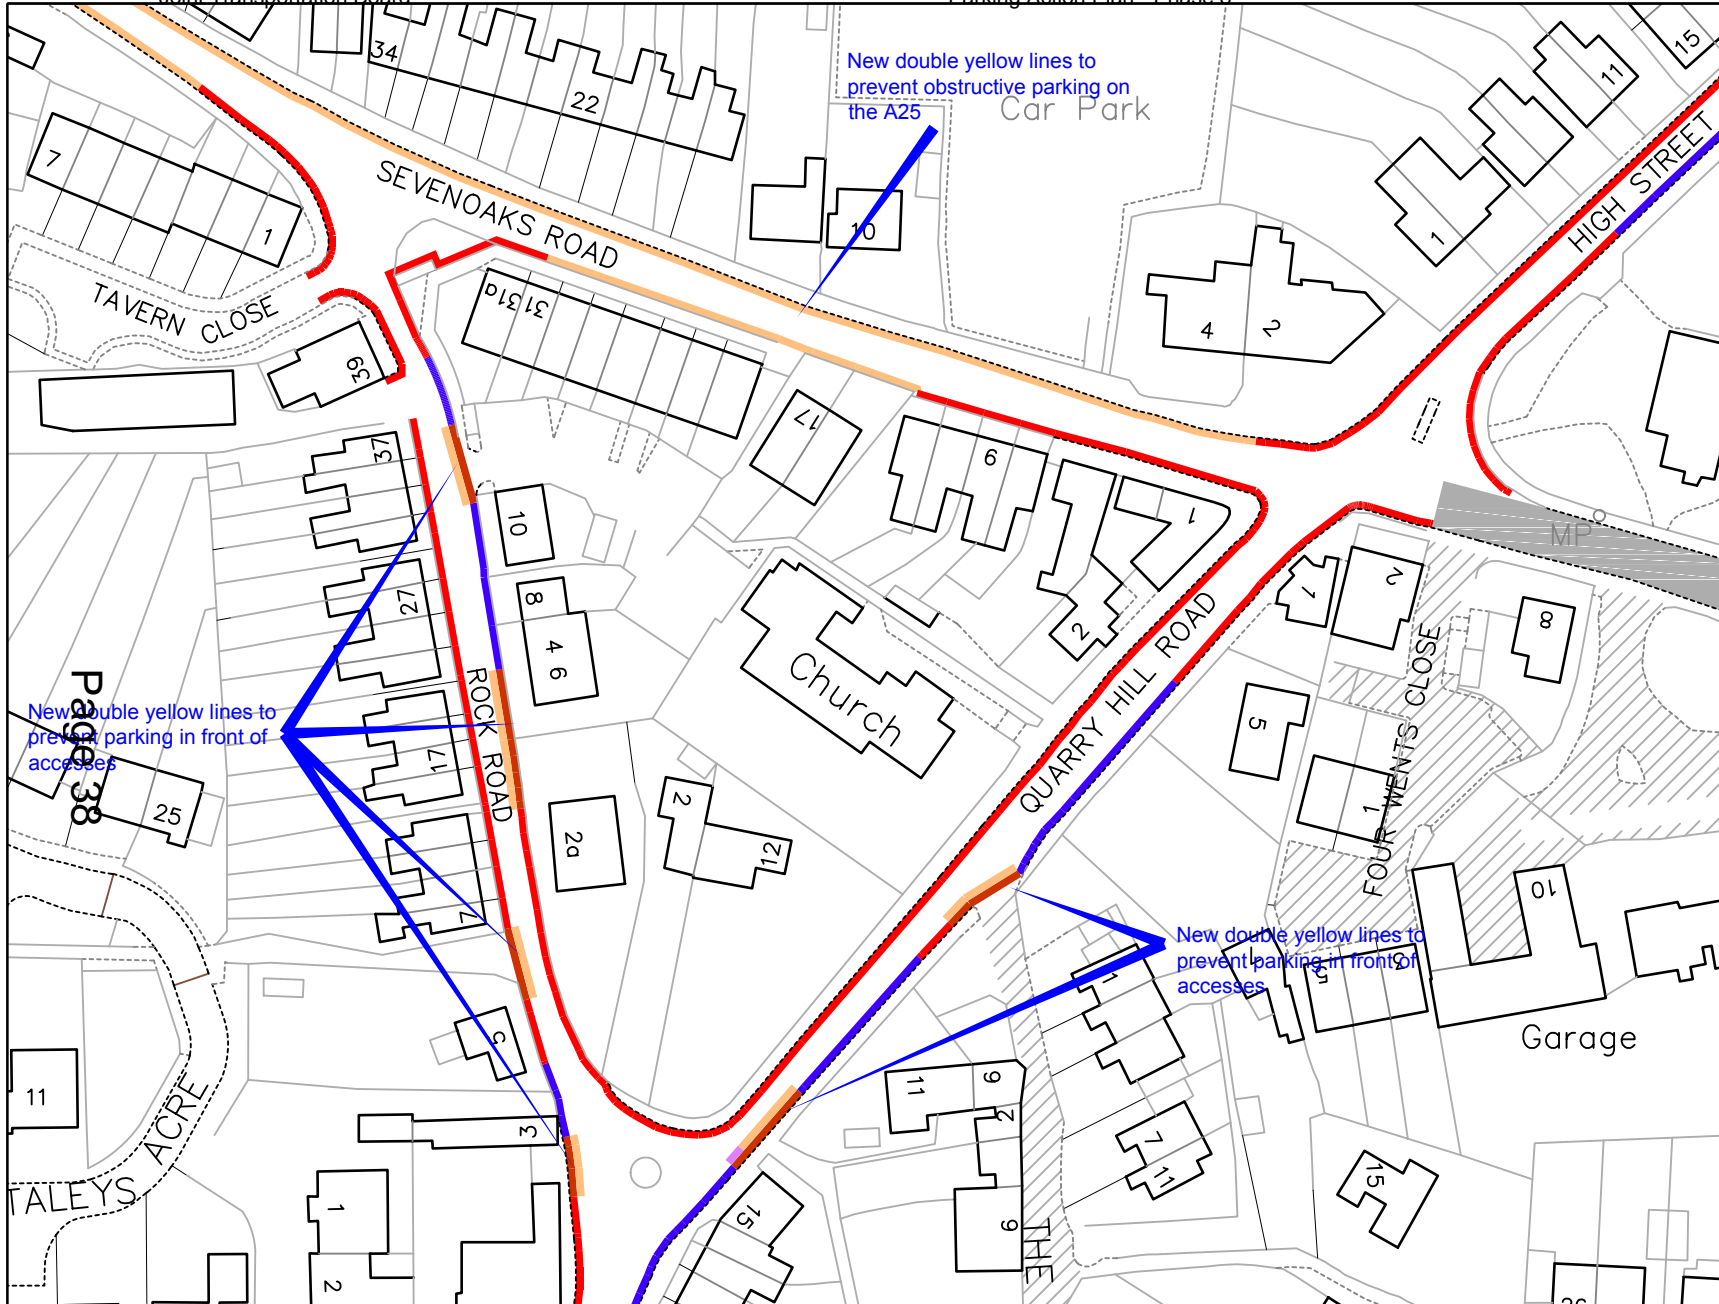 34
22
15
11
1
New double yellow lines to
prevent obstructive parking on
the A25
Car Park
HIGH STREET
7
1
SEVENOAKS ROAD
10
4
2
TAVERN CLOSE
31a
31
39
17
37
6
1
2
10
MP
1
2
8
27
8
4 6
Church
ROCK ROAD
QUARRY HILL ROAD
FOUR WENTS CLOSE
5
1
Page 38
New double yellow lines to
prevent parking in front of
accesses
17
25
2a
2
12
7
10
New double yellow lines to
prevent parking in front of
accesses
1
1
5
Garage
5
11
9
2
7
11
11
ACRE
TALEYS
3
1
2
15
15
9
THE